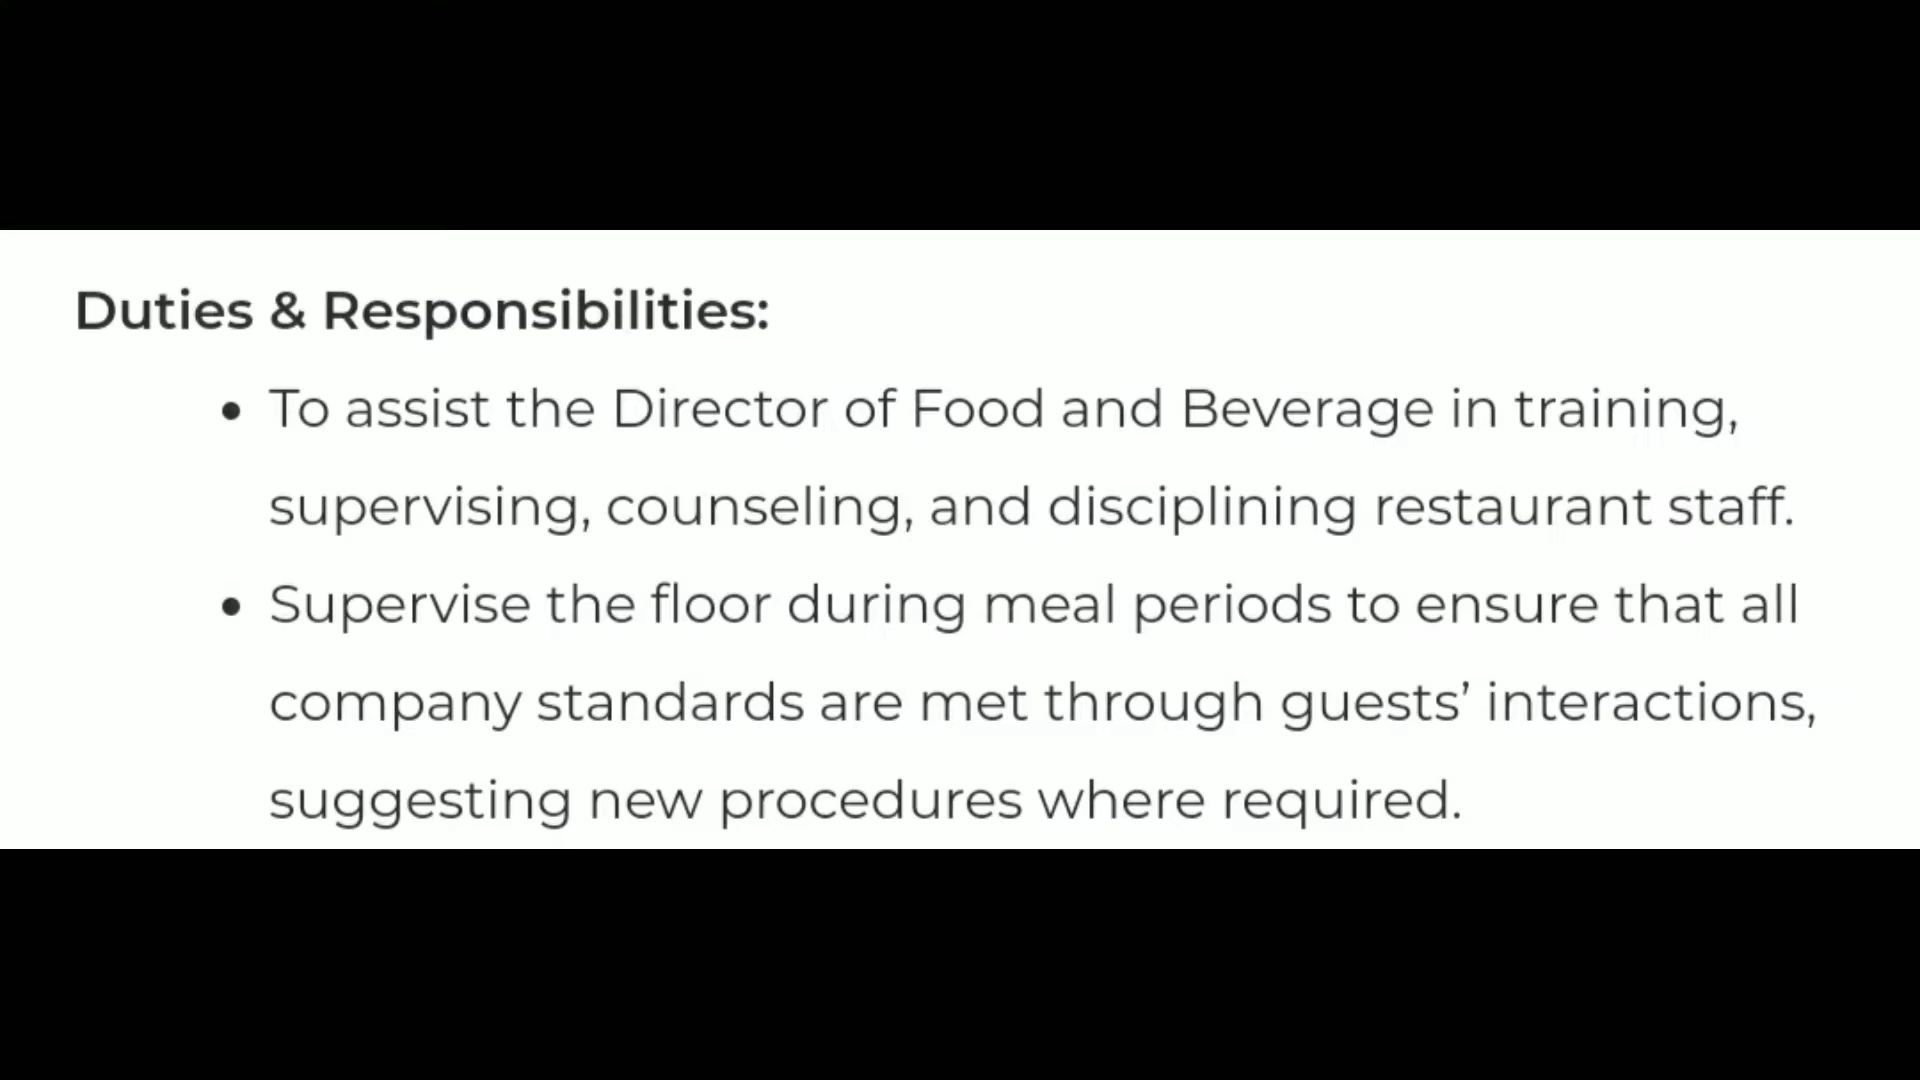 Duties & Responsibilities:
• To assist the Director of Food and Beverage in training,
supervising, counseling, and disciplining restaurant staff.
• Supervise the floor during meal periods to ensure that all
company standards are met through guests’ interactions,
suggesting new procedures where required.